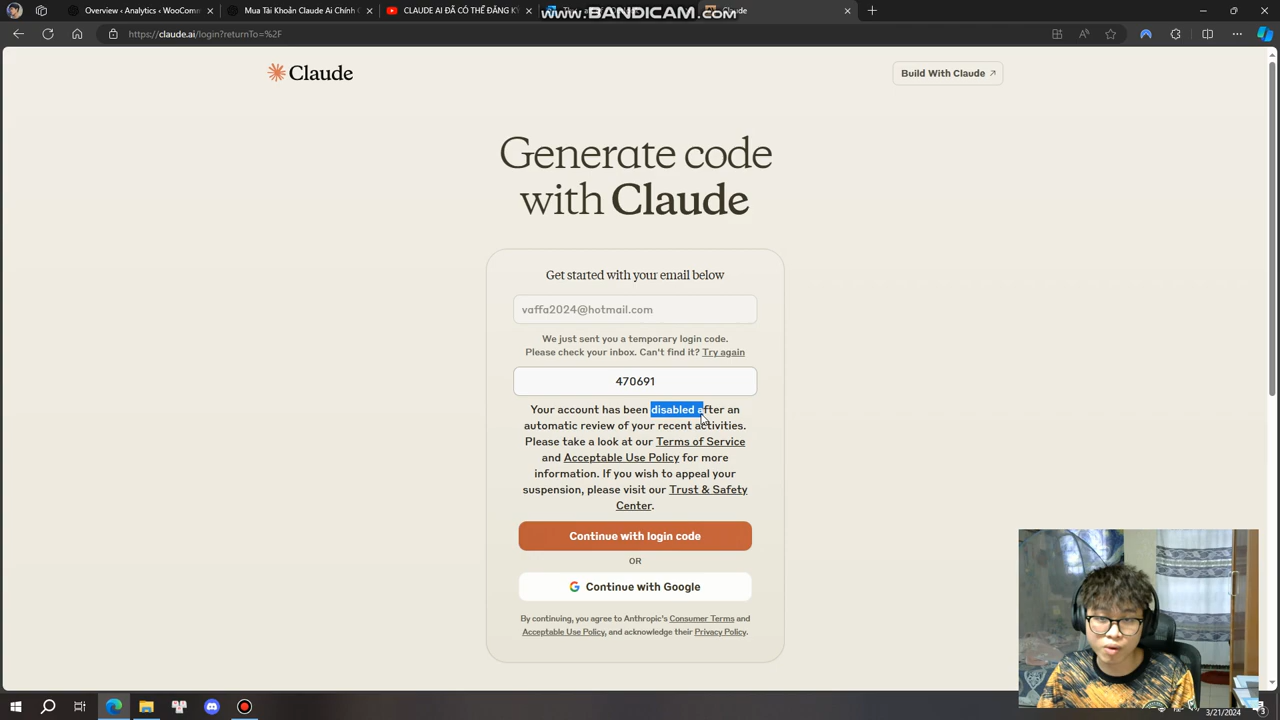 Overview ‹ Analytics ‹ WooComm
Mua Tài Khoản Claude Ai Chính
CLAUDE AI ĐÃ CÓ THỂ ĐĂNG K
Claude
www.BANDICAM.com
https://claude.ai/login?returnTo=%2F
Claude
Build With Claude
Generate code
with Claude
Get started with your email below
vaffa2024@hotmail.com
We just sent you a temporary login code.
Please check your inbox. Can't find it? Try again
470691
Your account has been disabled after an
automatic review of your recent activities.
Please take a look at our Terms of Service
and Acceptable Use Policy for more
information. If you wish to appeal your
suspension, please visit our Trust & Safety
Center.
Continue with login code
OR
Continue with Google
By continuing, you agree to Anthropic's Consumer Terms and
Acceptable Use Policy, and acknowledge their Privacy Policy.
3/21/2024